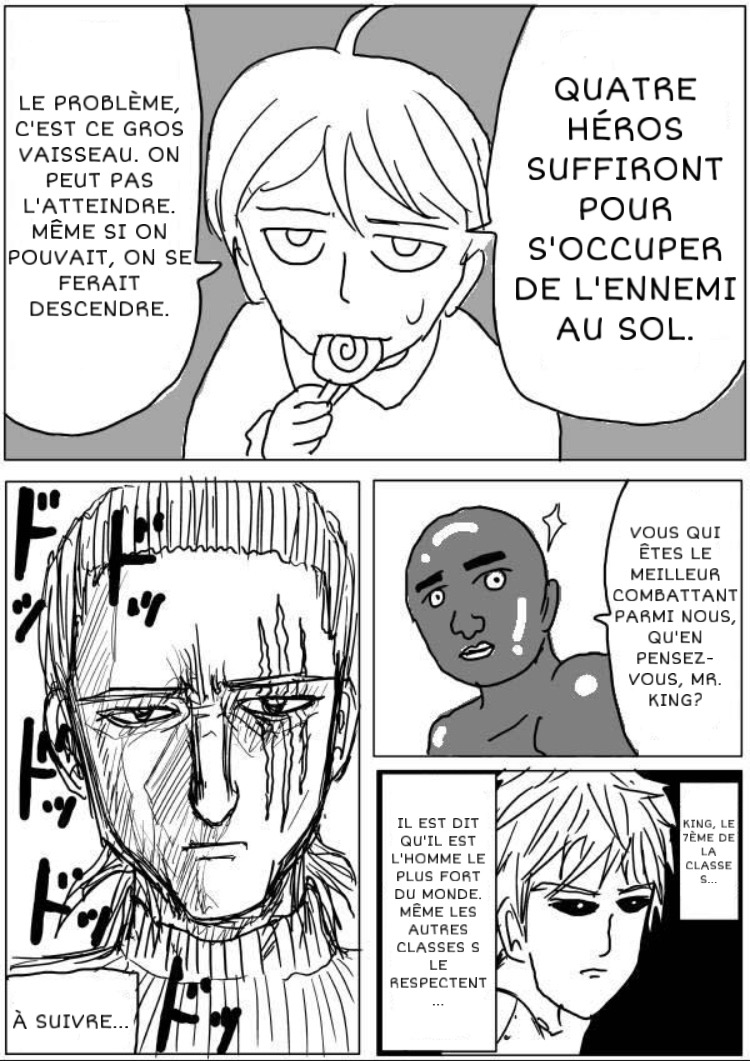 QUATRE
HÉROS
SUFFIRONT
POUR
S'OCCUPER
DE L'ENNEMI
AU SOL.
LE PROBLÈME,
C'EST CE GROS
VAISSEAU. ON
PEUT PAS
L'ATTEINDRE.
MÊME SI ON
POUVAIT, ON SE
FERAIT
DESCENDRE.
VOUS QUI
ÊTES LE
MEILLEUR
COMBATTANT
PARMI NOUS,
QU'EN
PENSEZ-
VOUS, MR.
KING?
KING, LE
7ÈME DE
LA
CLASSE
S...
IL EST DIT
QU'IL EST
L'HOMME LE
PLUS FORT
DU MONDE.
MÊME LES
AUTRES
CLASSES S
LE
RESPECTENT
...
ドッ
ドッ
ドッ
ドッ
ドッ
À SUIVRE...